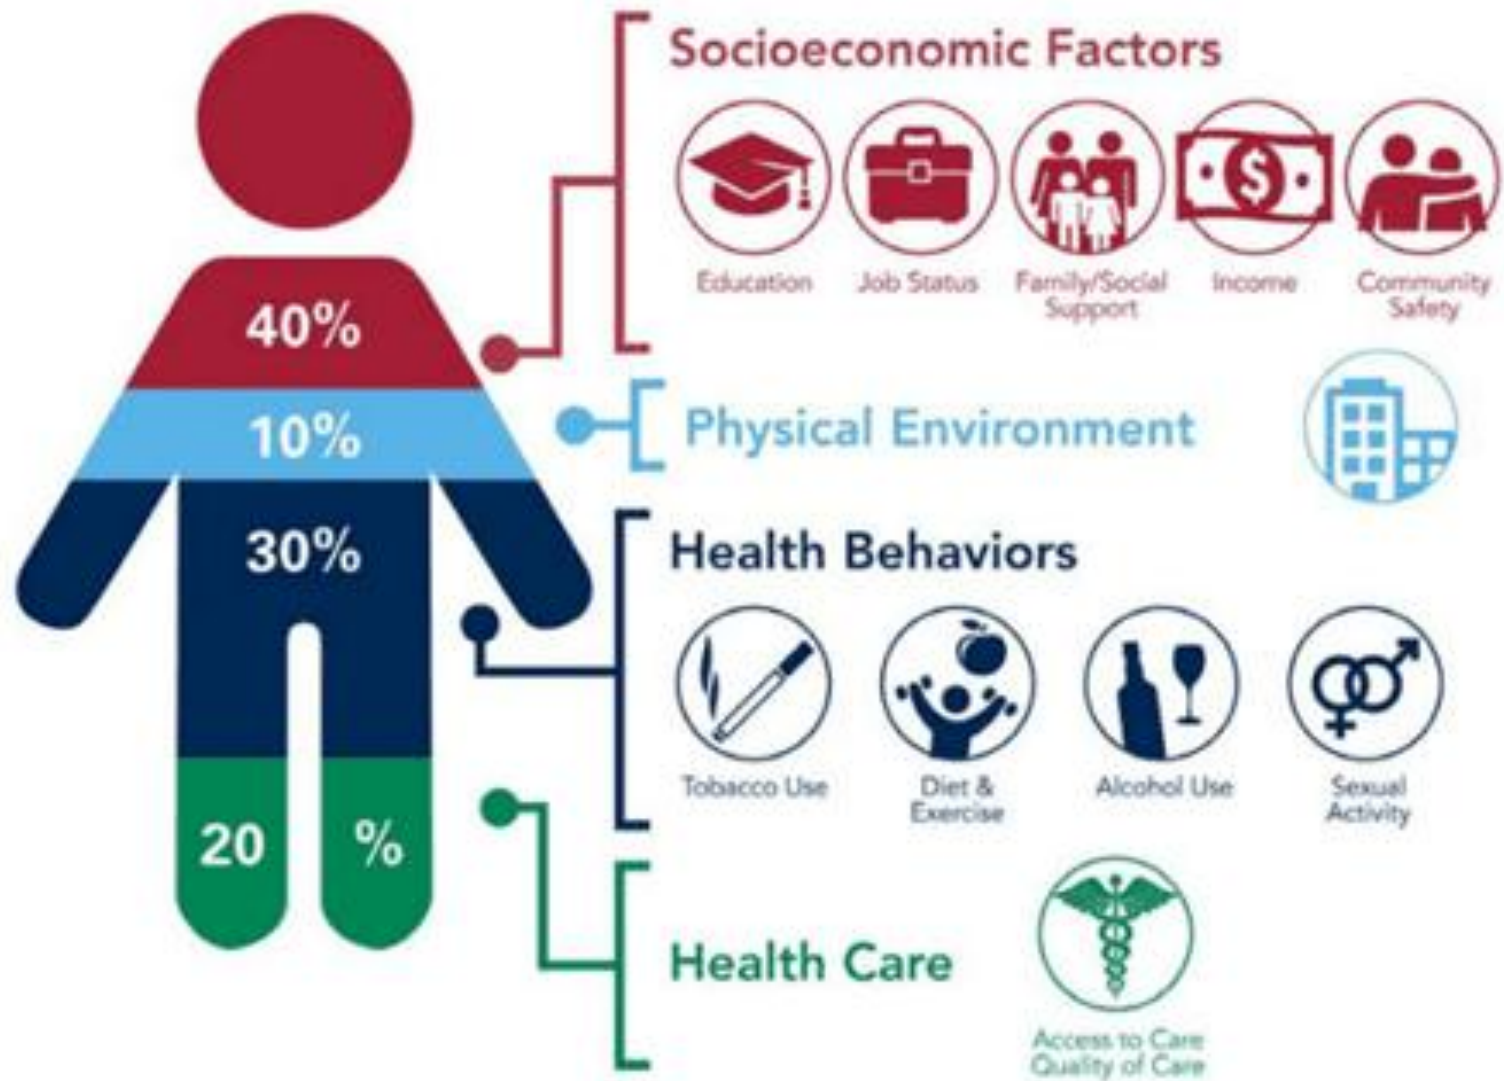 Socioeconomic Factors
Education
Job Status
Family/Social
Support
Income
Community
Safety
40%
10%
Physical Environment
30%
Health Behaviors
Tobacco Use
Diet &
Exercise
Alcohol Use
Sexual
Activity
20 %
Health Care
Access to Care
Quality of Care